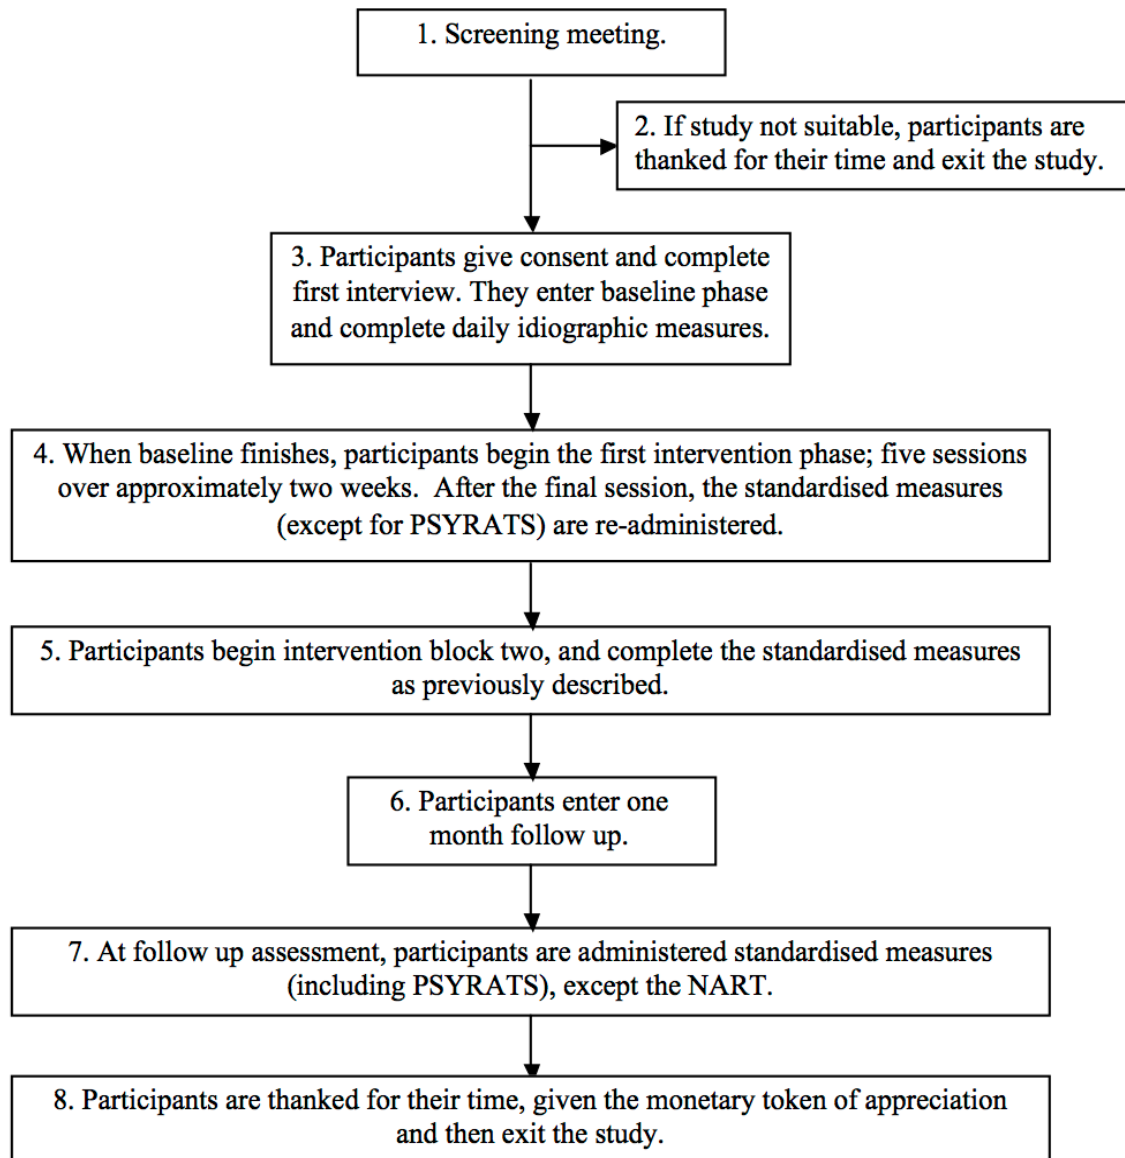 1. Screening meeting.
2. If study not suitable, participants are
thanked for their time and exit the study.
3. Participants give consent and complete
first interview. They enter baseline phase
and complete daily idiographic measures.
4. When baseline finishes, participants begin the first intervention phase; five sessions
over approximately two weeks.  After the final session, the standardised measures
(except for PSYRATS) are re-administered.
5. Participants begin intervention block two, and complete the standardised measures
as previously described.
6. Participants enter one
month follow up.
7. At follow up assessment, participants are administered standardised measures
(including PSYRATS), except the NART.
8. Participants are thanked for their time, given the monetary token of appreciation
and then exit the study.